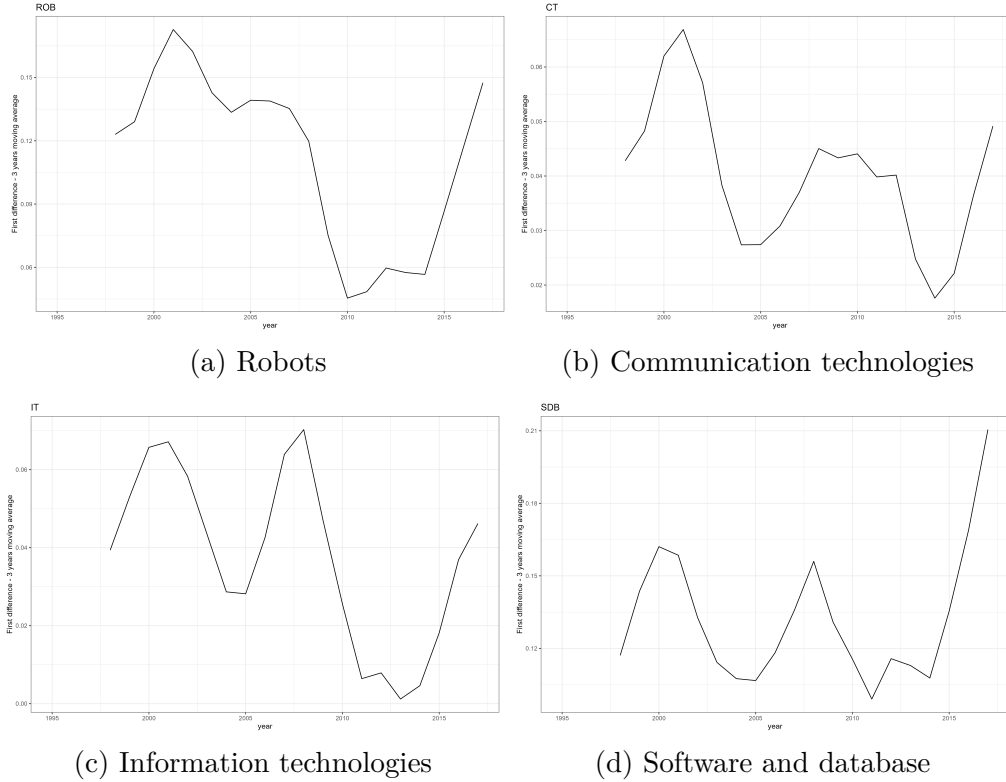 ROB
First difference - 3 years moving average
0.15
0.12
0.09
0.06
1995
2000
2005
2010
2015
year
(a) Robots
CT
First difference - 3 years moving average
0.06
0.05
0.04
0.03
0.02
1995
2000
2005
2010
2015
year
(b) Communication technologies
IT
First difference - 3 years moving average
0.06
0.04
0.02
0.00
1995
2000
2005
2010
2015
year
(c) Information technologies
SDB
First difference - 3 years moving average
0.21
0.18
0.15
0.12
1995
2000
2005
2010
2015
year
(d) Software and database